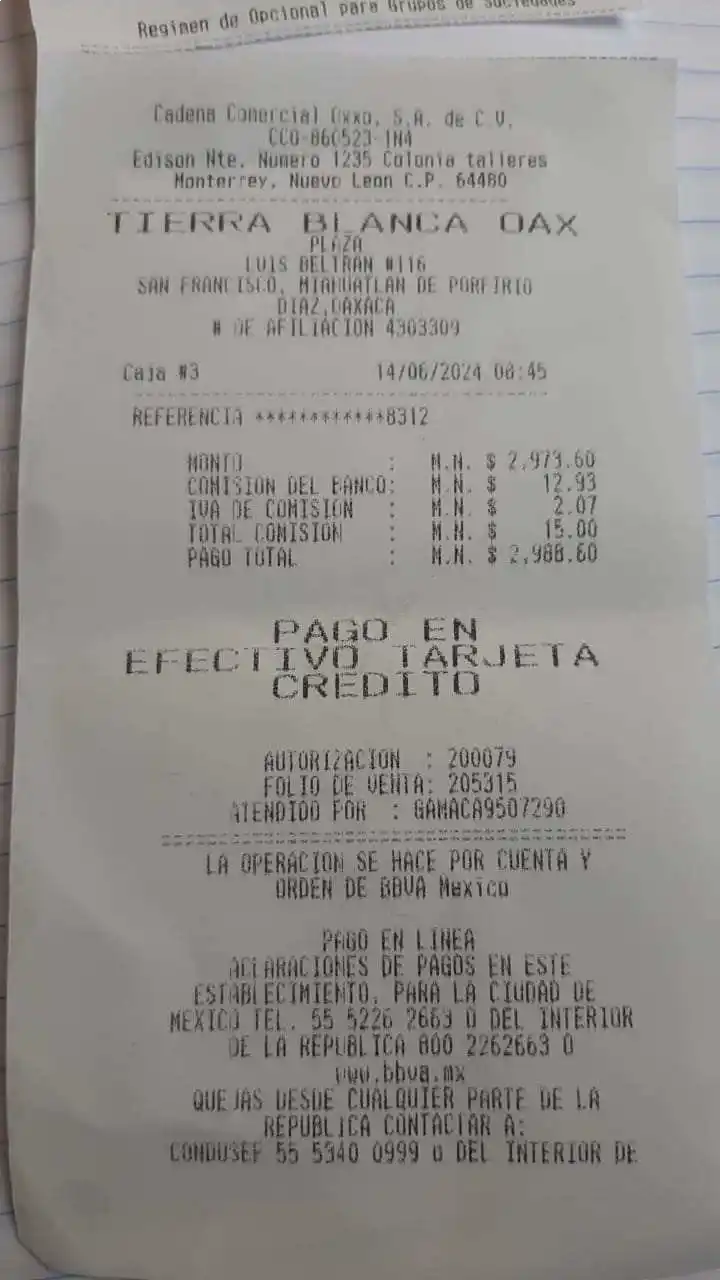 Regimen de Opcional para Grupos de Sociedades
Cadena Comercial Oxxo, S.A. de C.V.
CCO-860523-1N4
Edison Nte. Numero 1235 Colonia talleres
Monterrey, Nuevo Leon C.P. 64480
TIERRA BLANCA OAX
PLAZA
LUIS BELTRAN #116
SAN FRANCISCO, MIAHUATLAN DE PORFIRIO
DIAZ,OAXACA
# DE AFILIACION 4303309
Caja #3 14/06/2024 08:45
REFERENCIA ************8312
MONTO : M.N. $ 2,973.60
COMISION DEL BANCO: M.N. $ 12.93
IVA DE COMISION : M.N. $ 2.07
TOTAL COMISION : M.N. $ 15.00
PAGO TOTAL : M.N. $ 2,988.60
PAGO EN
EFECTIVO TARJETA
CREDITO
AUTORIZACION : 200079
FOLIO DE VENTA: 205315
ATENDIDO POR : GAMACA9507290
LA OPERACION SE HACE POR CUENTA Y
ORDEN DE BBVA Mexico
PAGO EN LINEA
ACLARACIONES DE PAGOS EN ESTE
ESTABLECIMIENTO, PARA LA CIUDAD DE
MEXICO TEL. 55 5226 2663 O DEL INTERIOR
DE LA REPUBLICA 800 2262663 O
www.bbva.mx
QUEJAS DESDE CUALQUIER PARTE DE LA
REPUBLICA CONTACTAR A:
CONDUSEF 55 5340 0999 o DEL INTERIOR DE